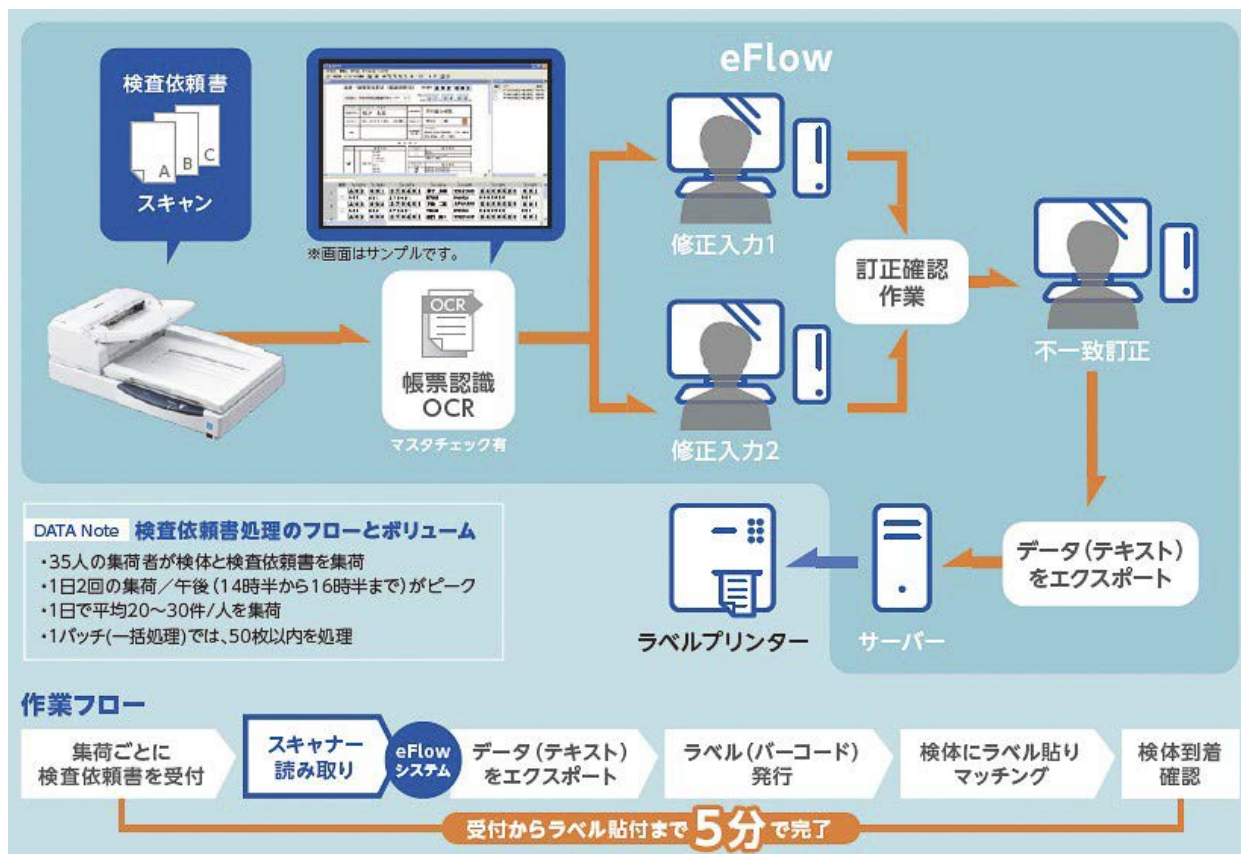 eFlow
検査依頼書
A
B
C
スキャン
※画面はサンプルです。
OCR
帳票認識
OCR
マスタチェック有
修正入力1
修正入力2
訂正確認
作業
不一致訂正
データ（テキスト）
をエクスポート
サーバー
ラベルプリンター
DATA Note 検査依頼書処理のフローとボリューム
・35人の集荷者が検体と検査依頼書を集荷
・1日2回の集荷／午後（14時半から16時半まで）がピーク
・1日で平均20～30件/人を集荷
・1バッチ(一括処理)では、50枚以内を処理
作業フロー
集荷ごとに
検査依頼書を受付
スキャナー
読み取り
eFlow
システム
データ（テキスト）
をエクスポート
ラベル（バーコード）
発行
検体にラベル貼り
マッチング
検体到着
確認
受付からラベル貼付まで5分で完了